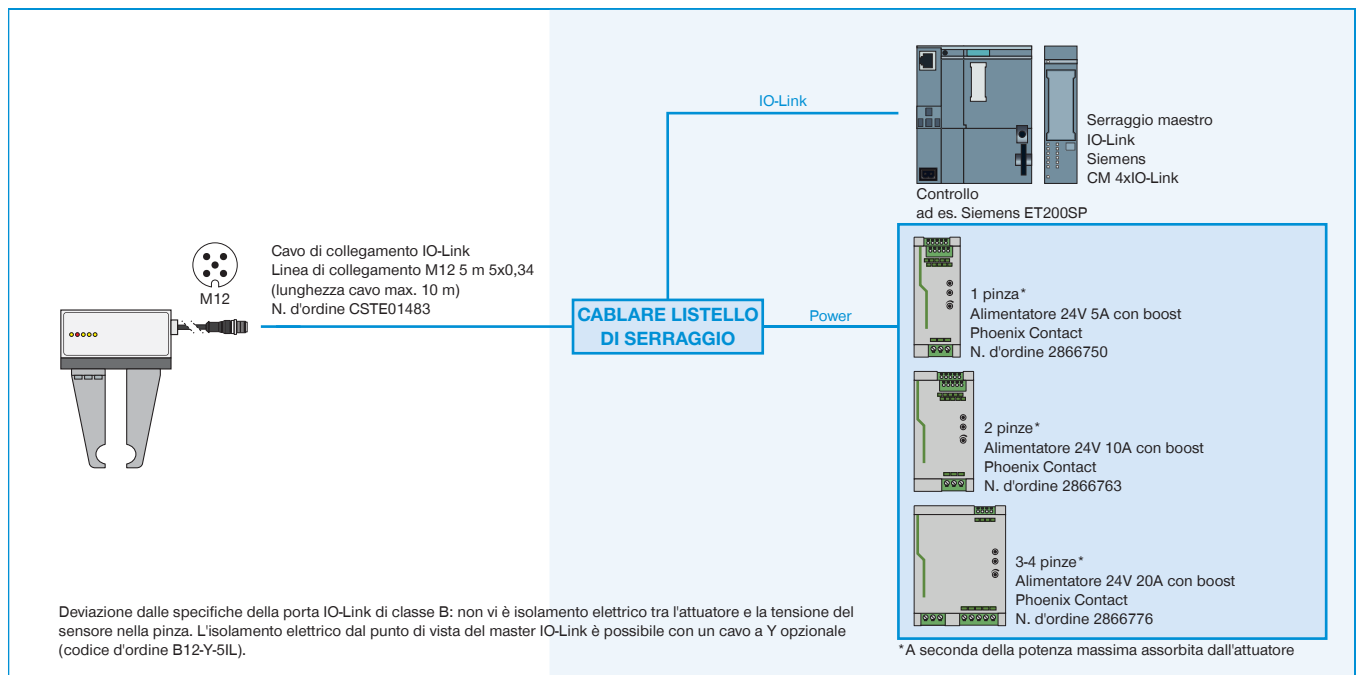 IO-Link
Serraggio maestro
IO-Link
Siemens
CM 4xIO-Link
Controllo
ad es. Siemens ET200SP
M12
Cavo di collegamento IO-Link
Linea di collegamento M12 5 m 5x0,34
(lunghezza cavo max. 10 m)
N. d'ordine CSTE01483
CABLARE LISTELLO
DI SERRAGGIO
Power
1 pinza*
Alimentatore 24V 5A con boost
Phoenix Contact
N. d'ordine 2866750
2 pinze*
Alimentatore 24V 10A con boost
Phoenix Contact
N. d'ordine 2866763
3-4 pinze*
Alimentatore 24V 20A con boost
Phoenix Contact
N. d'ordine 2866776
Deviazione dalle specifiche della porta IO-Link di classe B: non vi è isolamento elettrico tra l'attuatore e la tensione del
sensore nella pinza. L'isolamento elettrico dal punto di vista del master IO-Link è possibile con un cavo a Y opzionale
(codice d'ordine B12-Y-5IL).
*A seconda della potenza massima assorbita dall'attuatore